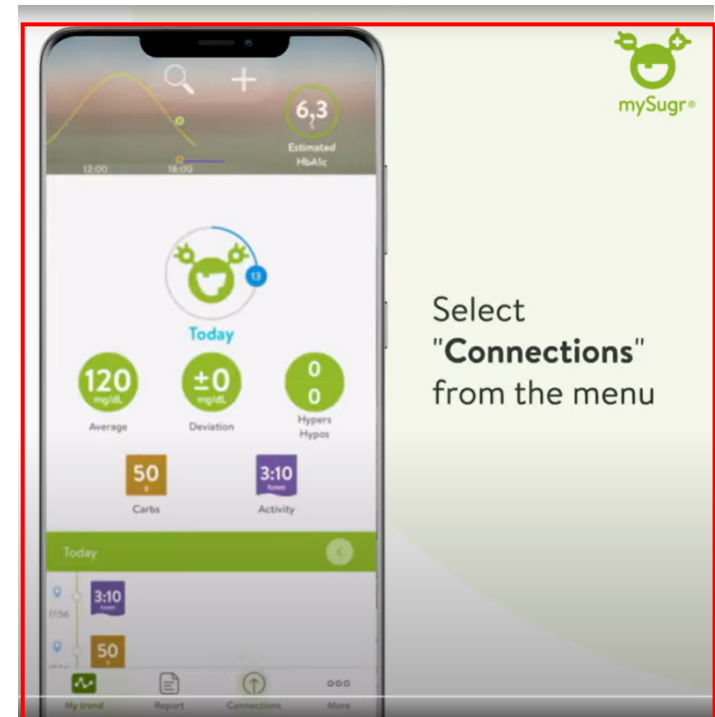 6,3
Estimated
HbA1c
12:00
18:00
mySugr®
13
Today
120
mg/dL
Average
±0
mg/dL
Deviation
0
0
Hypers
Hypos
50
g
Carbs
3:10
hours
Activity
Select
"Connections"
from the menu
Today
17:56
3:10
hours
50
My trend
Report
Connections
More